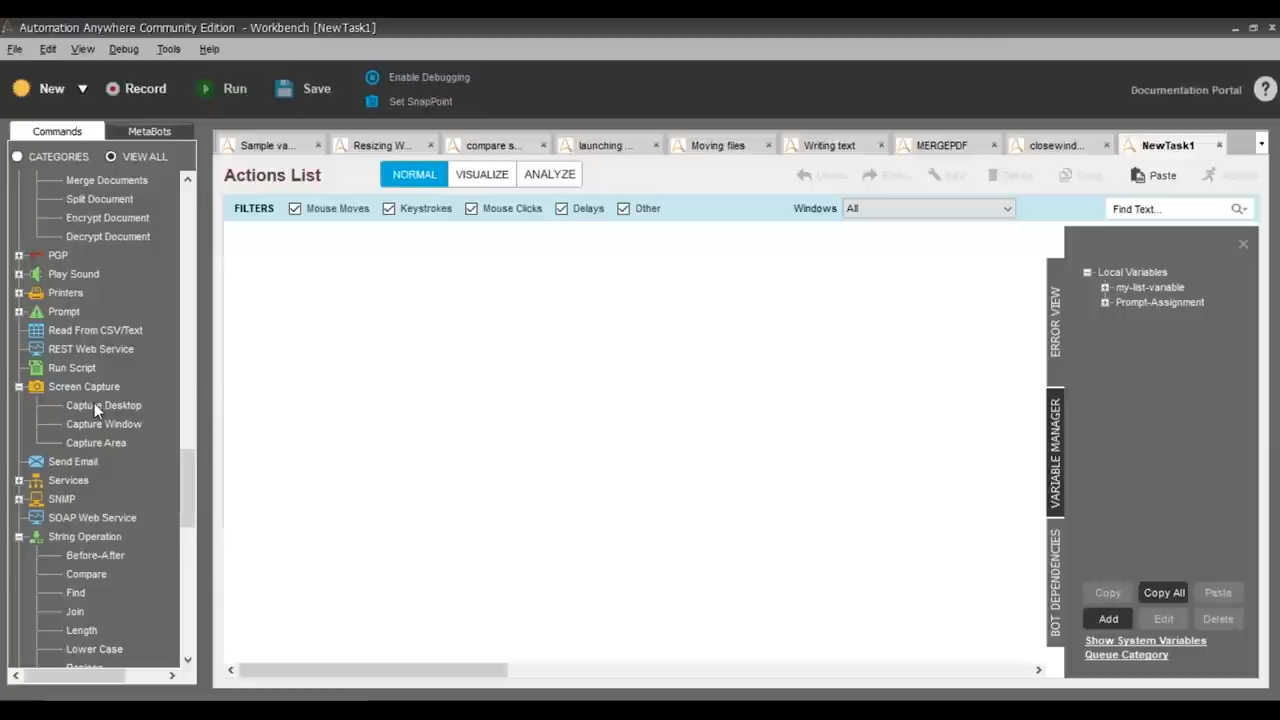 Automation Anywhere Community Edition - Workbench [NewTask1]
File Edit View Debug Tools Help
New Record Run Save
Enable Debugging
Set SnapPoint
Documentation Portal ?
Commands MetaBots
CATEGORIES VIEW ALL
Merge Documents
Split Document
Encrypt Document
Decrypt Document
PGP
Play Sound
Printers
Prompt
Read From CSV/Text
REST Web Service
Run Script
Screen Capture
Capture Desktop
Capture Window
Capture Area
Send Email
Services
SNMP
SOAP Web Service
String Operation
Before-After
Compare
Find
Join
Length
Lower Case
Sample va... Resizing W... compare s... launching ... Moving files Writing text MERGEPDF closewind... NewTask1
Actions List NORMAL VISUALIZE ANALYZE
Undo Redo Edit Delete Copy Paste Actions
FILTERS Mouse Moves Keystrokes Mouse Clicks Delays Other Windows All Find Text...
ERROR VIEW
VARIABLE MANAGER
BOT DEPENDENCIES
Local Variables
my-list-variable
Prompt-Assignment
Copy Copy All Paste
Add Edit Delete
Show System Variables
Queue Category